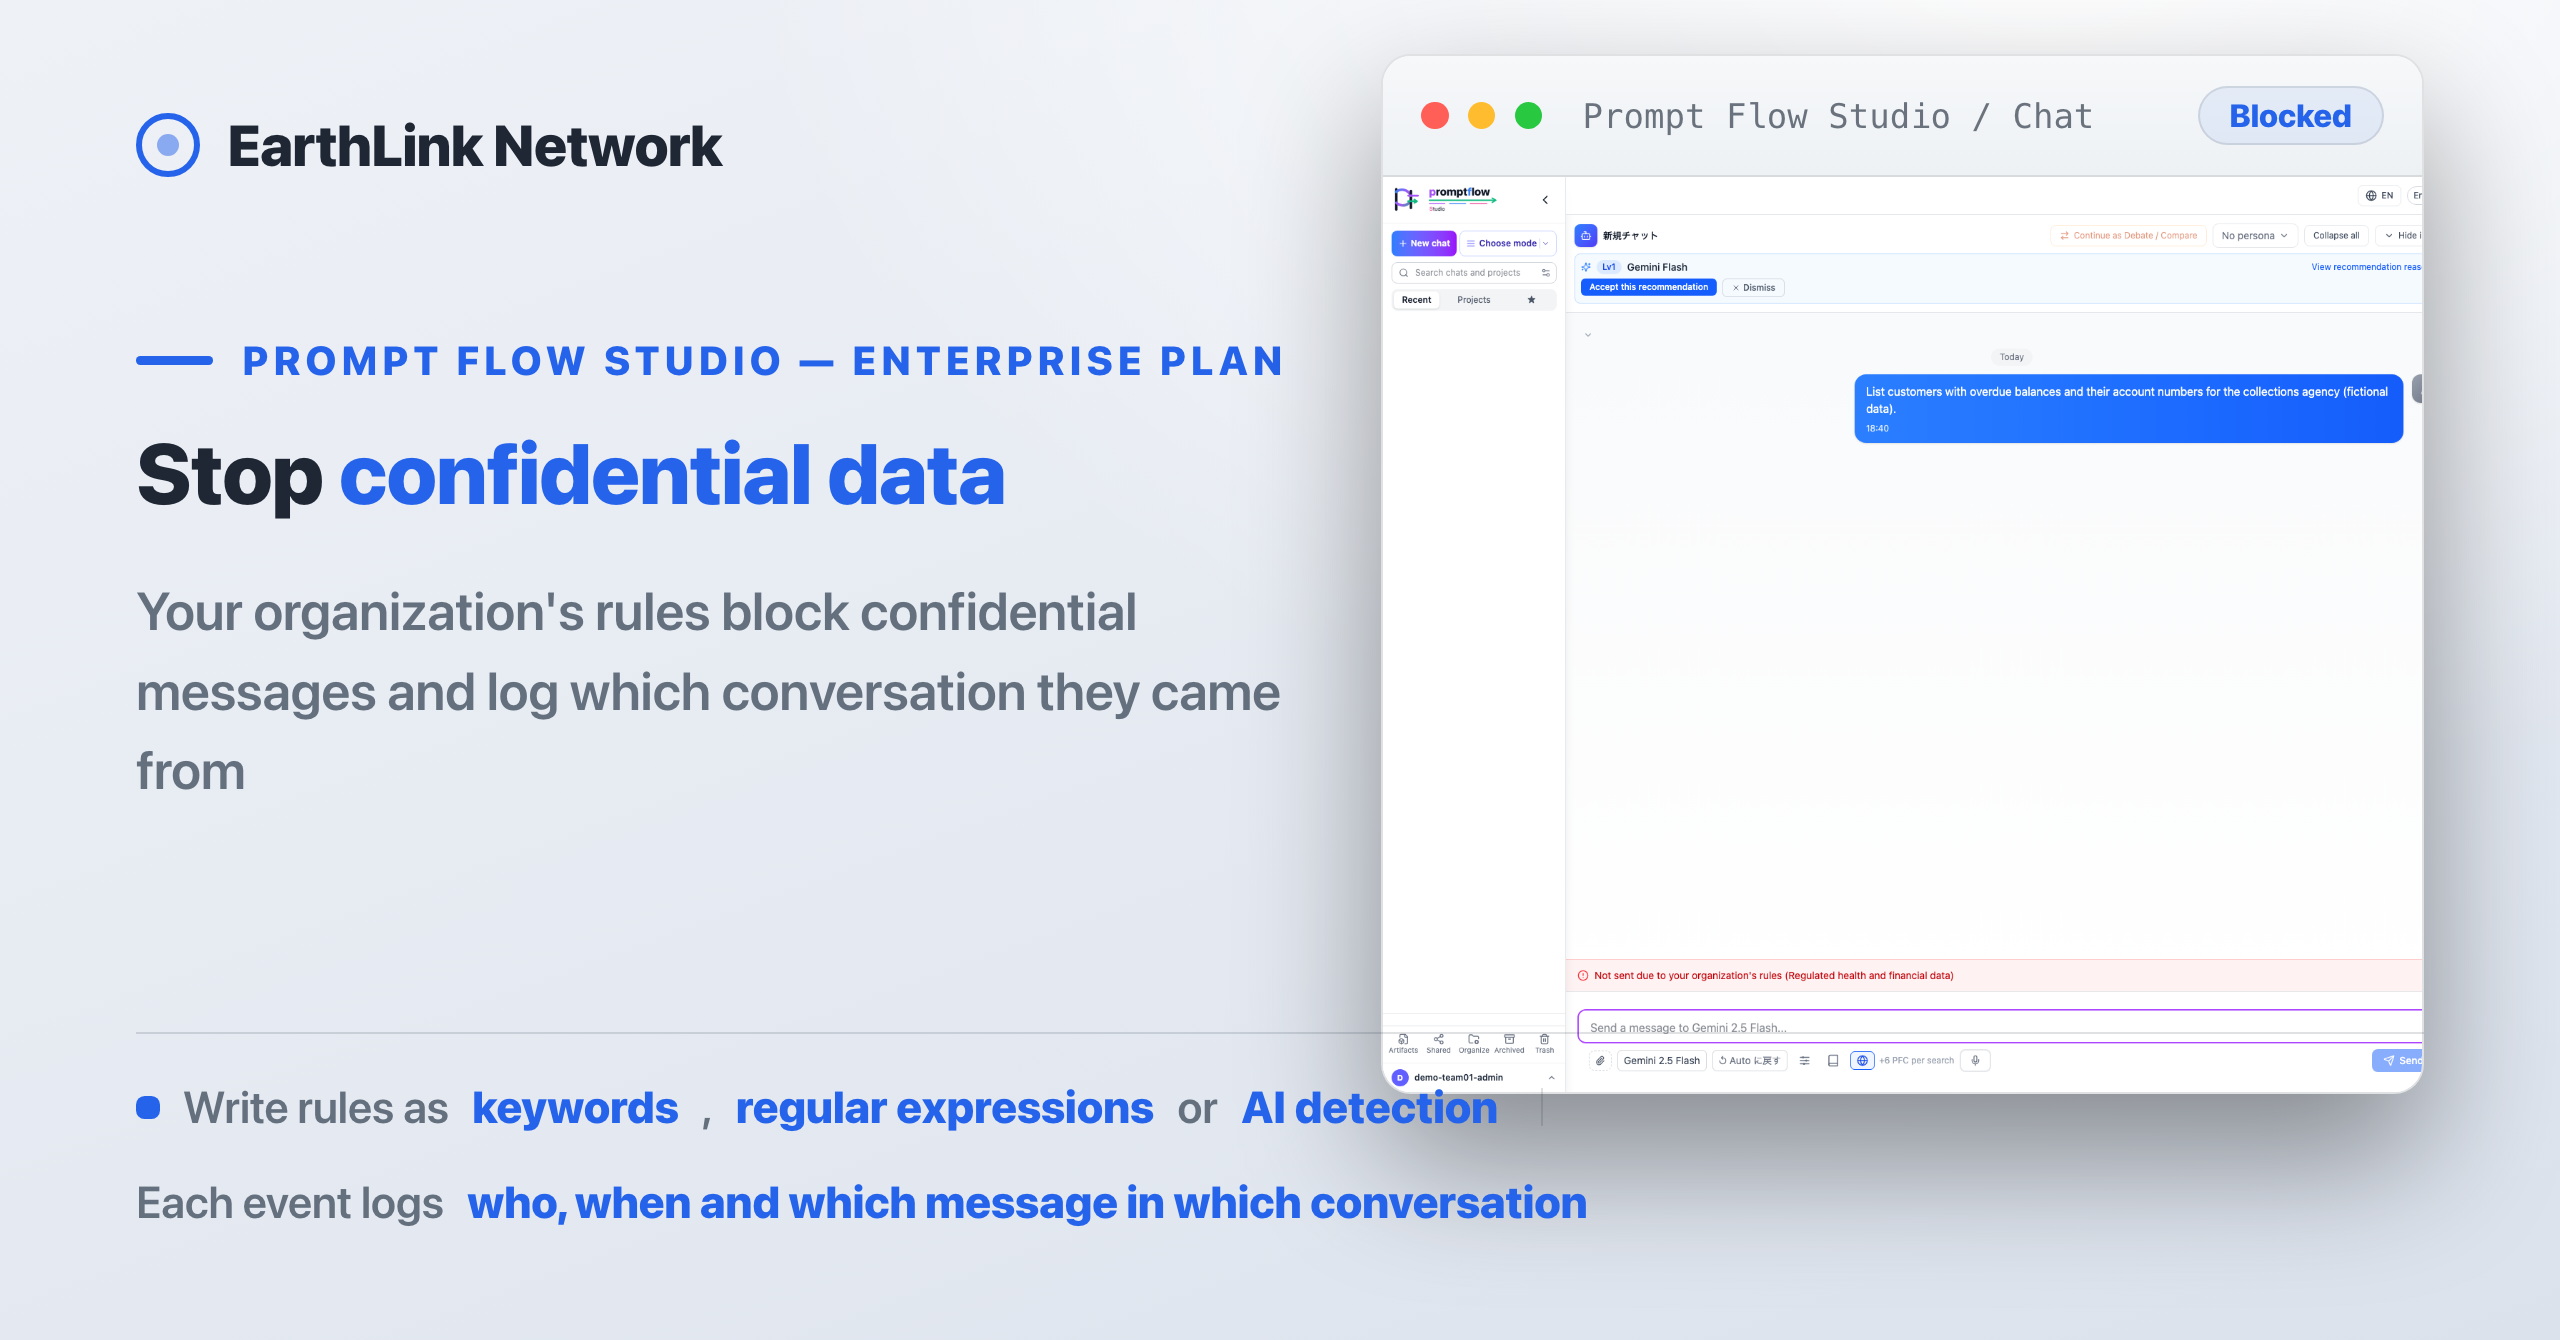 EarthLink Network
PROMPT FLOW STUDIO — ENTERPRISE PLAN
Stop confidential data
Your organization's rules block confidential
messages and log which conversation they came
from
Write rules as keywords , regular expressions or AI detection
Each event logs who, when and which message in which conversation
Prompt Flow Studio / Chat
Blocked
promptflow
Studio
New chat
Choose mode
Search chats and projects
Recent
Projects
EN
新規チャット
Continue as Debate / Compare
No persona
Collapse all
Hide
Lv1 Gemini Flash
View recommendation
Accept this recommendation
Dismiss
Today
List customers with overdue balances and their account numbers for the collections agency (fictional
data).
18:40
Not sent due to your organization's rules (Regulated health and financial data)
Send a message to Gemini 2.5 Flash...
Gemini 2.5 Flash
Auto に戻す
+6 PFC per search
Send
Artifacts
Shared
Organize
Archived
Trash
D
demo-team01-admin